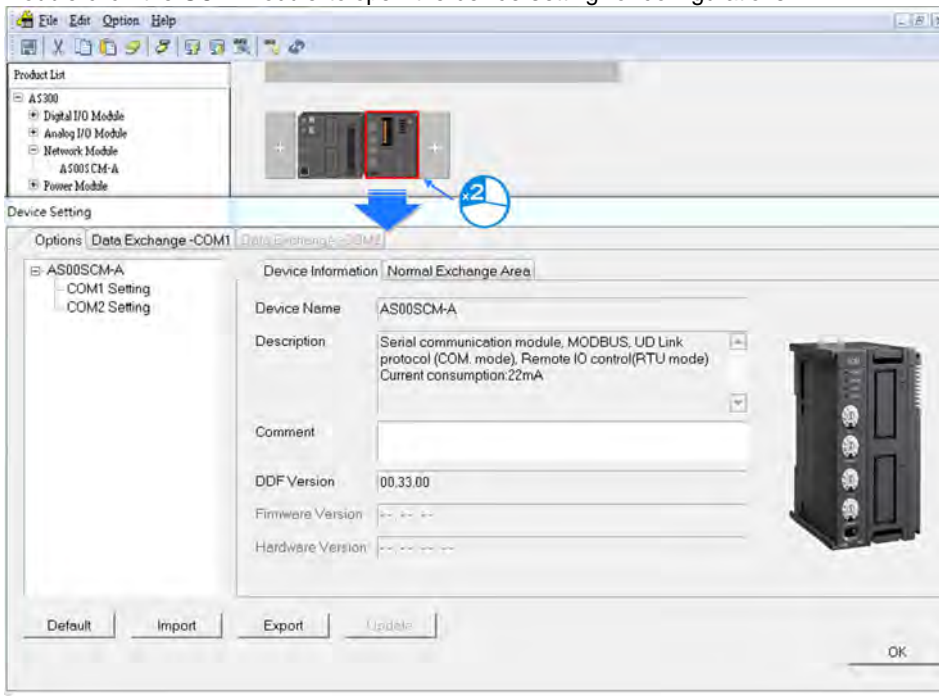 File Edit Option Help
Product List
AS300
Digital I/O Module
Analog I/O Module
Network Module
AS00SCM-A
Power Module
x2
Device Setting
Options Data Exchange -COM1 Data Exchange -COM2
AS00SCM-A
COM1 Setting
COM2 Setting
Device Information Normal Exchange Area
Device Name AS00SCM-A
Description Serial communication module, MODBUS, UD Link
protocol (COM. mode), Remote IO control(RTU mode)
Current consumption:22mA
Comment
DDF Version 00.33.00
Firmware Version -- -- --
Hardware Version -- -- -- --
Default Import Export Update
OK